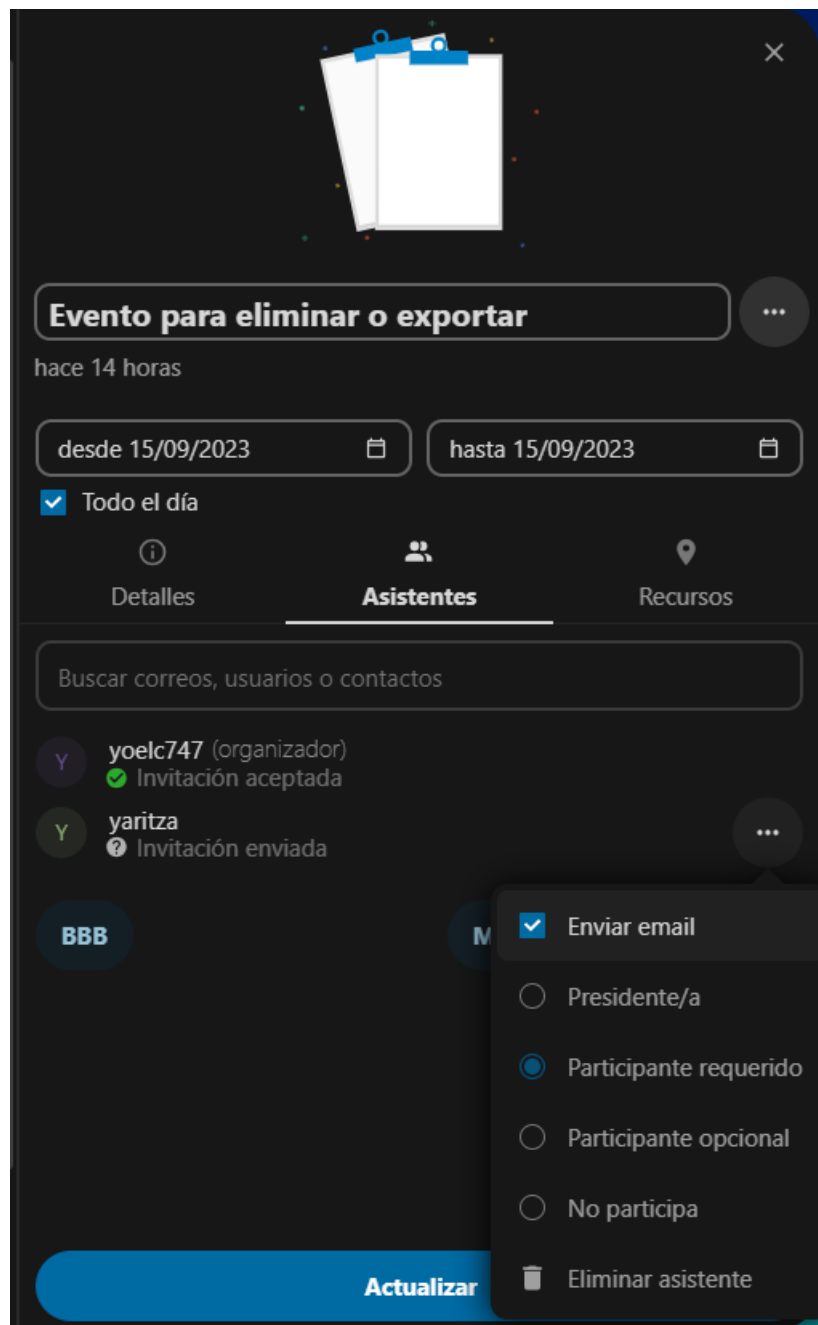 Evento para eliminar o exportar
hace 14 horas
desde 15/09/2023
hasta 15/09/2023
Todo el día
Detalles
Asistentes
Recursos
Buscar correos, usuarios o contactos
Y
yoelc747 (organizador)
Invitación aceptada
Y
yaritza
Invitación enviada
BBB
M
Enviar email
Presidente/a
Participante requerido
Participante opcional
No participa
Eliminar asistente
Actualizar